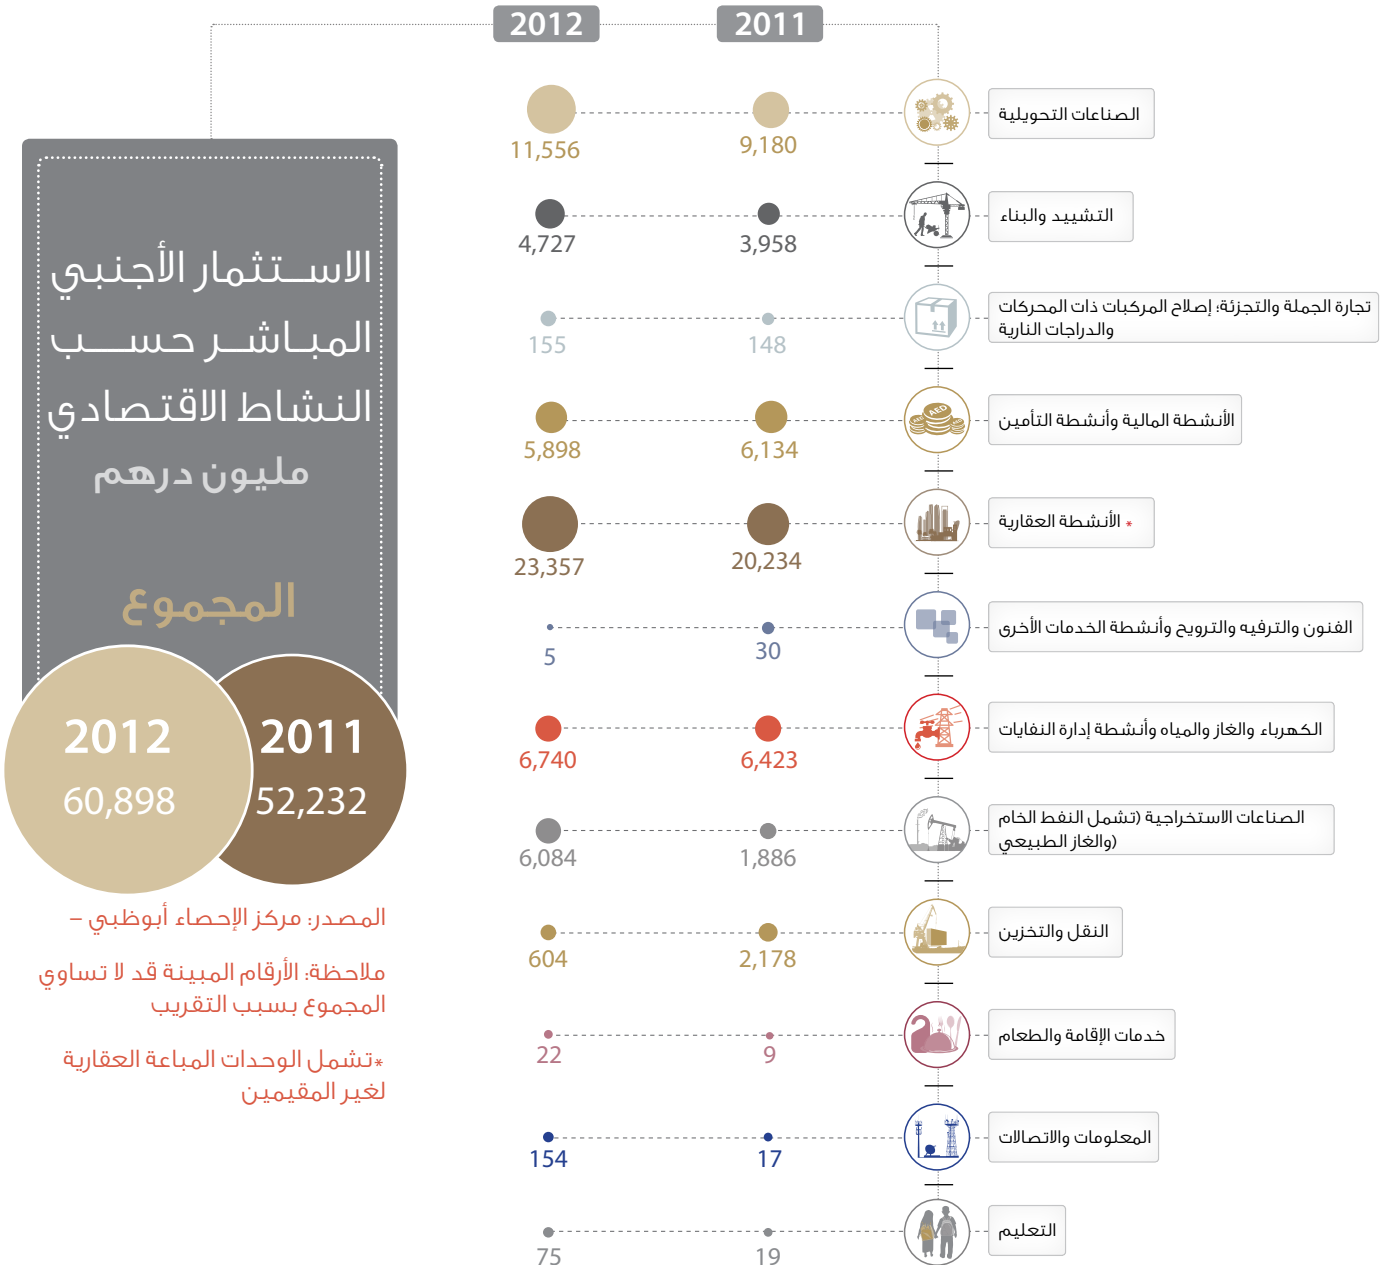 2012 2011
الصناعات التحويلية
9,180 11,556
التشييد والبناء
3,958 4,727
تجارة الجملة والتجزئة؛ إصلاح المركبات ذات المحركات
والدراجات النارية
148 155
AED
الأنشطة المالية وأنشطة التأمين
6,134 5,898
* الأنشطة العقارية
20,234 23,357
الفنون والترفيه والترويح وأنشطة الخدمات الأخرى
30 5
الكهرباء والغاز والمياه وأنشطة إدارة النفايات
6,423 6,740
الصناعات الاستخراجية (تشمل النفط الخام
والغاز الطبيعي)
1,886 6,084
النقل والتخزين
2,178 604
خدمات الإقامة والطعام
9 22
المعلومات والاتصالات
17 154
التعليم
19 75
الاستثمار الأجنبي
المباشر حسب
النشاط الاقتصادي
مليون درهم
المجموع
2012 2011
60,898 52,232
المصدر: مركز الإحصاء أبوظبي –
ملاحظة: الأرقام المبينة قد لا تساوي
المجموع بسبب التقريب
*تشمل الوحدات المباعة العقارية
لغير المقيمين